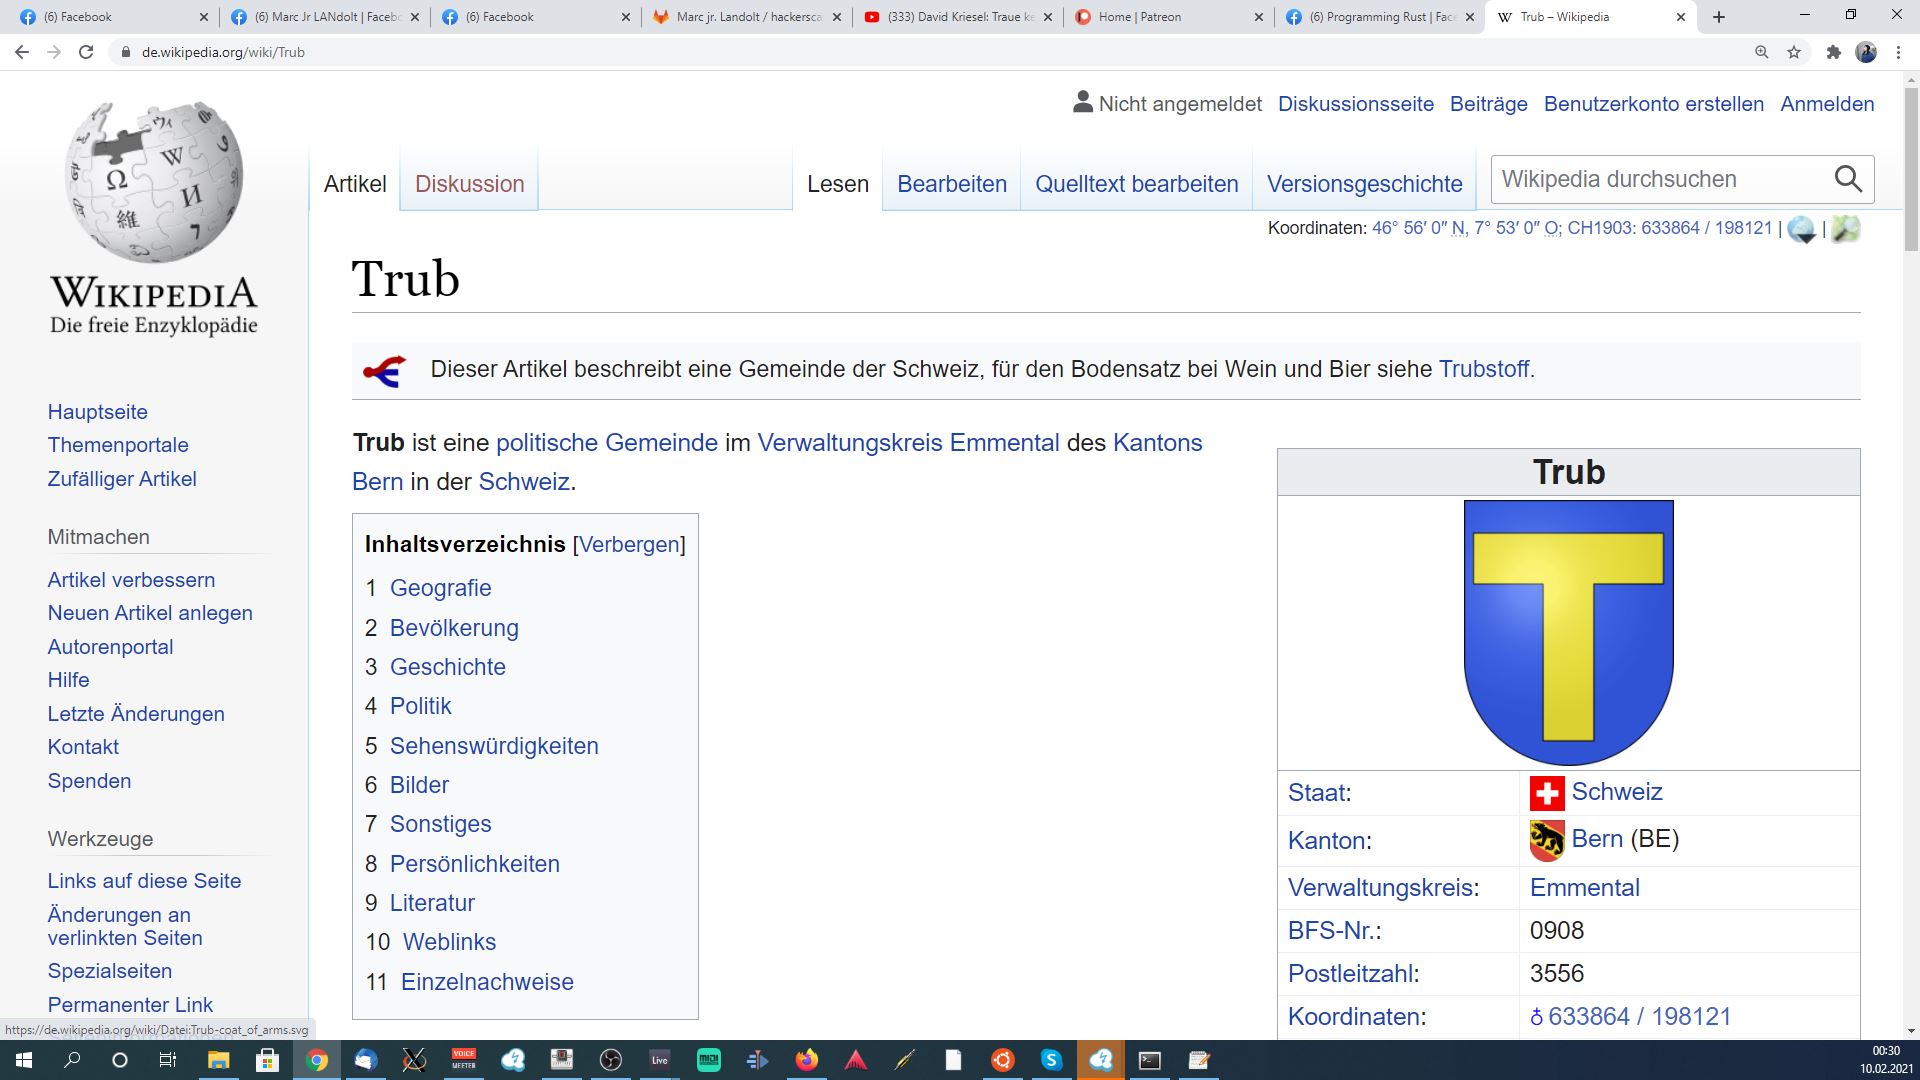 (6) Facebook
(6) Marc Jr LANdolt | Facebo
(6) Facebook
Marc jr. Landolt / hackersca
(333) David Kriesel: Traue ke
Home | Patreon
(6) Programming Rust | Face
Trub – Wikipedia
de.wikipedia.org/wiki/Trub
Nicht angemeldet Diskussionsseite Beiträge Benutzerkonto erstellen Anmelden
Artikel Diskussion Lesen Bearbeiten Quelltext bearbeiten Versionsgeschichte Wikipedia durchsuchen
WIKIPEDIA
Die freie Enzyklopädie
Hauptseite
Themenportale
Zufälliger Artikel
Mitmachen
Artikel verbessern
Neuen Artikel anlegen
Autorenportal
Hilfe
Letzte Änderungen
Kontakt
Spenden
Werkzeuge
Links auf diese Seite
Änderungen an
verlinkten Seiten
Spezialseiten
Permanenter Link
https://de.wikipedia.org/wiki/Datei:Trub-coat_of_arms.svg
Koordinaten: 46° 56′ 0″ N, 7° 53′ 0″ O; CH1903: 633864 / 198121 | |
Trub
Dieser Artikel beschreibt eine Gemeinde der Schweiz, für den Bodensatz bei Wein und Bier siehe Trubstoff.
Trub ist eine politische Gemeinde im Verwaltungskreis Emmental des Kantons
Bern in der Schweiz.
Inhaltsverzeichnis [Verbergen]
1 Geografie
2 Bevölkerung
3 Geschichte
4 Politik
5 Sehenswürdigkeiten
6 Bilder
7 Sonstiges
8 Persönlichkeiten
9 Literatur
10 Weblinks
11 Einzelnachweise
Trub
T
Staat: Schweiz
Kanton: Bern (BE)
Verwaltungskreis: Emmental
BFS-Nr.: 0908
Postleitzahl: 3556
Koordinaten: 633864 / 198121
VOICE
MEETER
Live
MIDI
00:30
10.02.2021